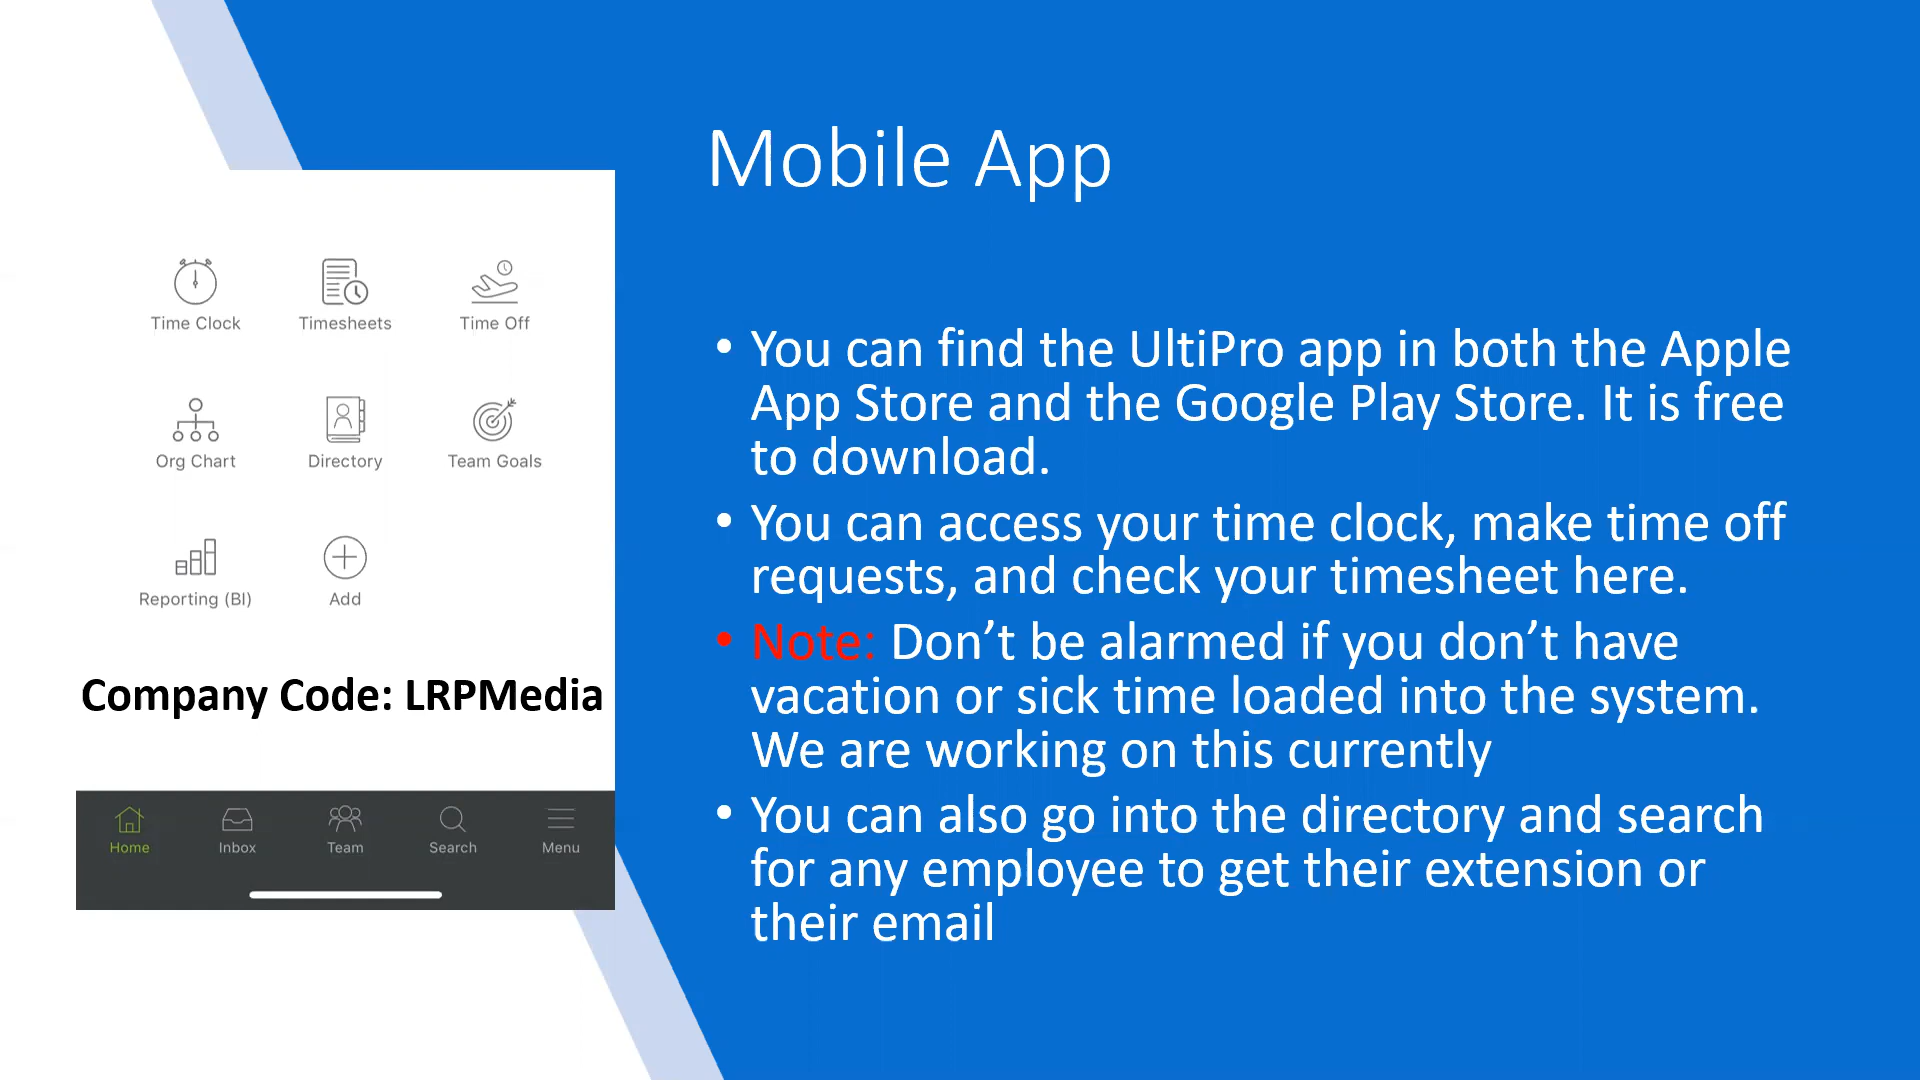 Mobile App
Time Clock
Timesheets
Time Off
Org Chart
Directory
Team Goals
Reporting (BI)
Add
Company Code: LRPMedia
Home
Inbox
Team
Search
Menu
• You can find the UltiPro app in both the Apple
App Store and the Google Play Store. It is free
to download.
• You can access your time clock, make time off
requests, and check your timesheet here.
• Note: Don’t be alarmed if you don’t have
vacation or sick time loaded into the system.
We are working on this currently
• You can also go into the directory and search
for any employee to get their extension or
their email